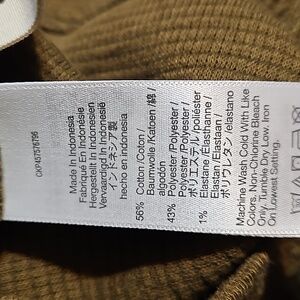 Made in Indonesia
Fabriqué En Indonésie
Hergestellt In Indonesien
Vervaardigd In Indonesië
インドネシア製
hecho en indonesia
56% Cotton /Coton /
Baumwolle /Katoen /綿 /
algodón
43% Polyester /Polyester /
Polyester /Polyester /
ポリエステル /poliéster
1% Elastane /Elasthanne /
Elastan /Elastaan /
ポリウレタン /elastano
Machine Wash Cold With Like
Colors. Non-Chlorine Bleach
Only. Tumble Dry Low. Iron
On Lowest Setting.